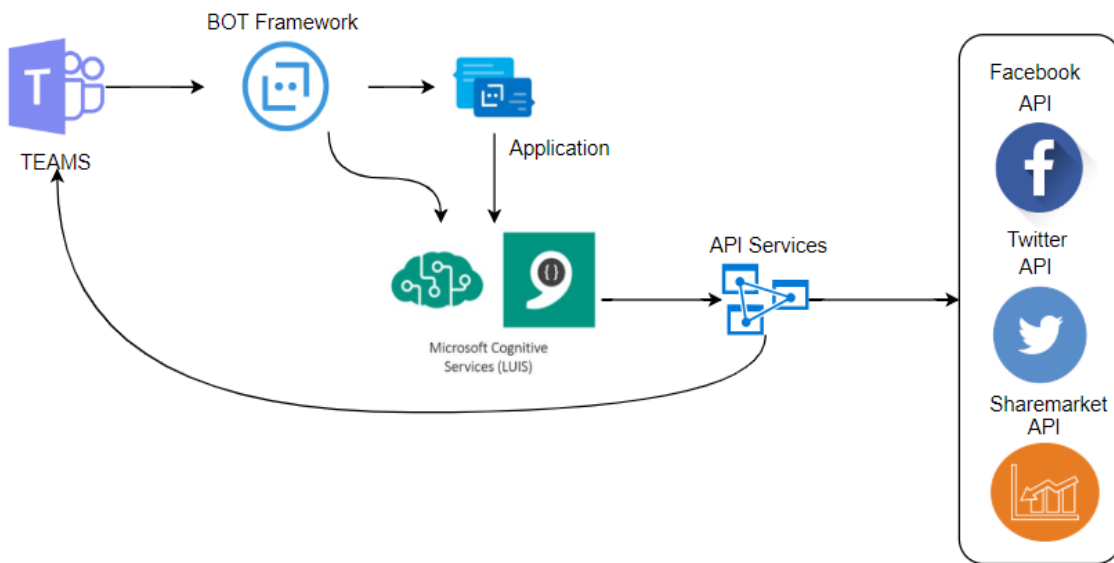 BOT Framework
T
TEAMS
Application
Microsoft Cognitive
Services (LUIS)
{}
API Services
Facebook
API
f
Twitter
API
Sharemarket
API